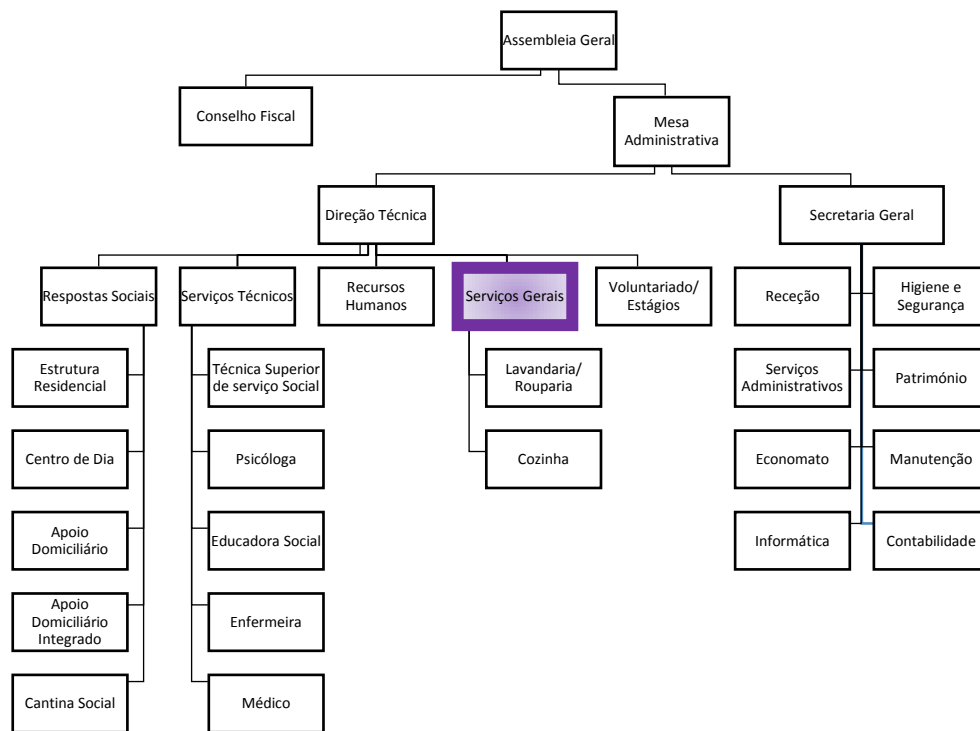 Assembleia Geral
Conselho Fiscal
Mesa
Administrativa
Direção Técnica
Secretaria Geral
Respostas Sociais
Serviços Técnicos
Recursos
Humanos
Serviços Gerais
Voluntariado/
Estágios
Receção
Higiene e
Segurança
Estrutura
Residencial
Técnica Superior
de serviço Social
Lavandaria/
Rouparia
Serviços
Administrativos
Património
Centro de Dia
Psicóloga
Cozinha
Economato
Manutenção
Apoio
Domiciliário
Educadora Social
Informática
Contabilidade
Apoio
Domiciliário
Integrado
Enfermeira
Cantina Social
Médico